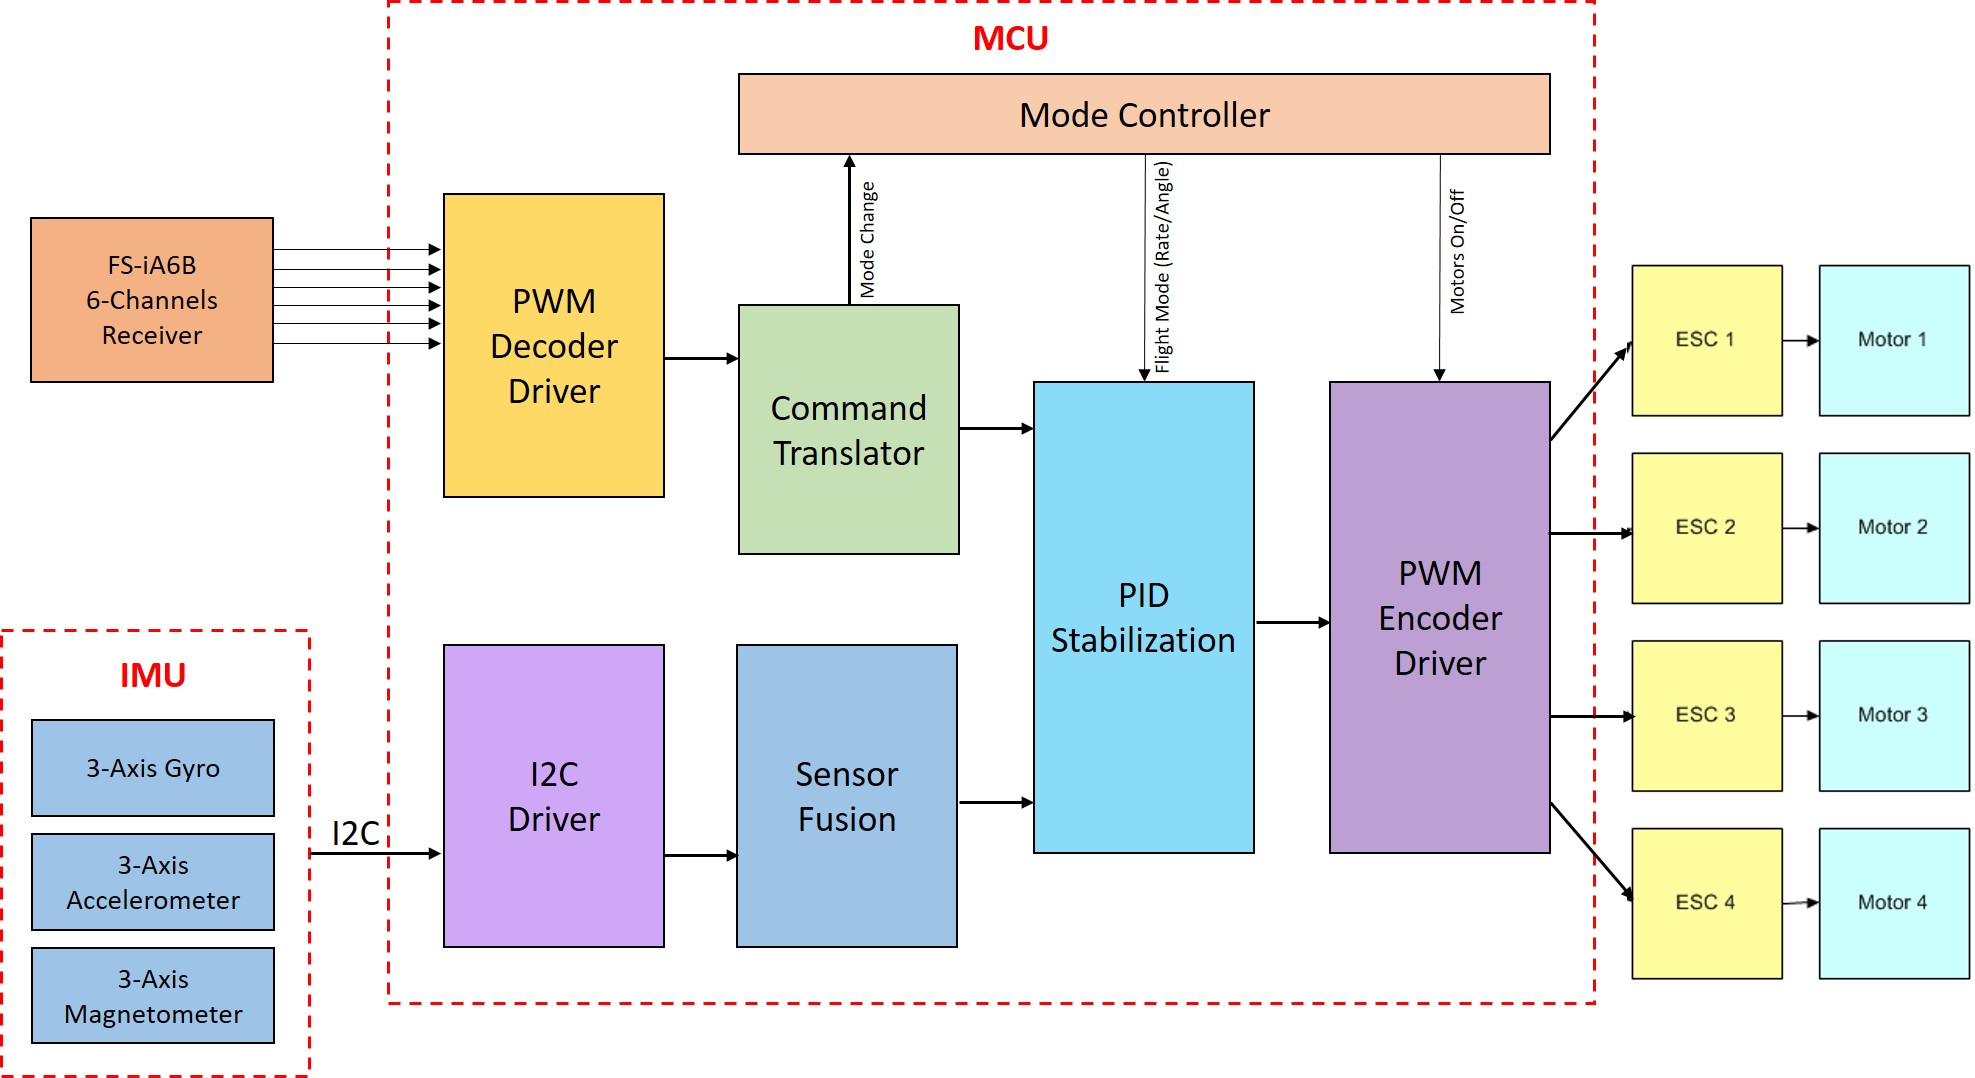 MCU
Mode Controller
Mode Change
Flight Mode (Rate/Angle)
Motors On/Off
FS-iA6B
6-Channels
Receiver
PWM
Decoder
Driver
Command
Translator
PID
Stabilization
PWM
Encoder
Driver
ESC 1
Motor 1
ESC 2
Motor 2
ESC 3
Motor 3
ESC 4
Motor 4
IMU
3-Axis Gyro
3-Axis
Accelerometer
3-Axis
Magnetometer
I2C
I2C
Driver
Sensor
Fusion